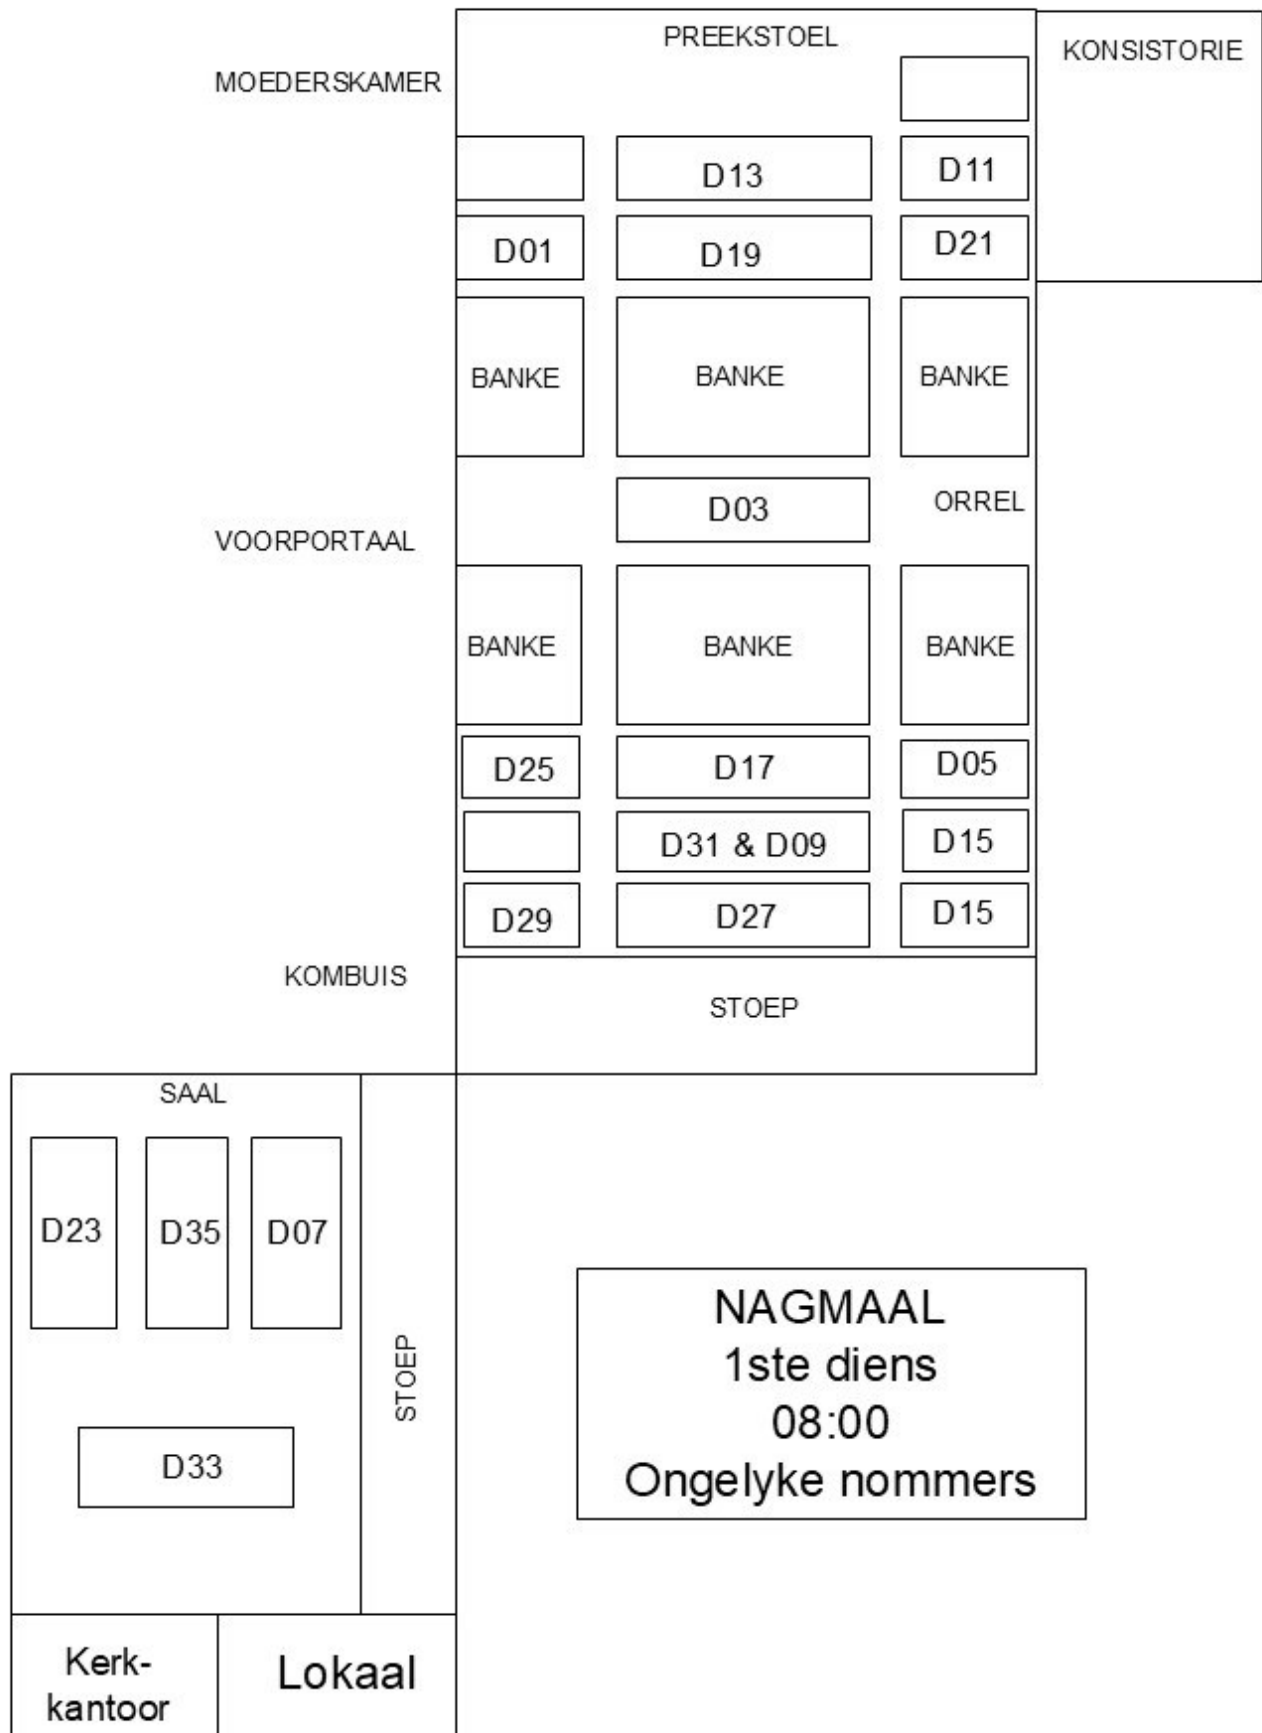 PREEKSTOEL
KONSISTORIE
MOEDERSKAMER
D13
D11
D01
D19
D21
BANKE
BANKE
BANKE
D03
ORREL
VOORPORTAAL
BANKE
BANKE
BANKE
D25
D17
D05
D31 & D09
D15
D29
D27
D15
KOMBUIS
STOEP
SAAL
D23
D35
D07
STOEP
D33
NAGMAAL
1ste diens
08:00
Ongelyke nommers
Kerk-
kantoor
Lokaal